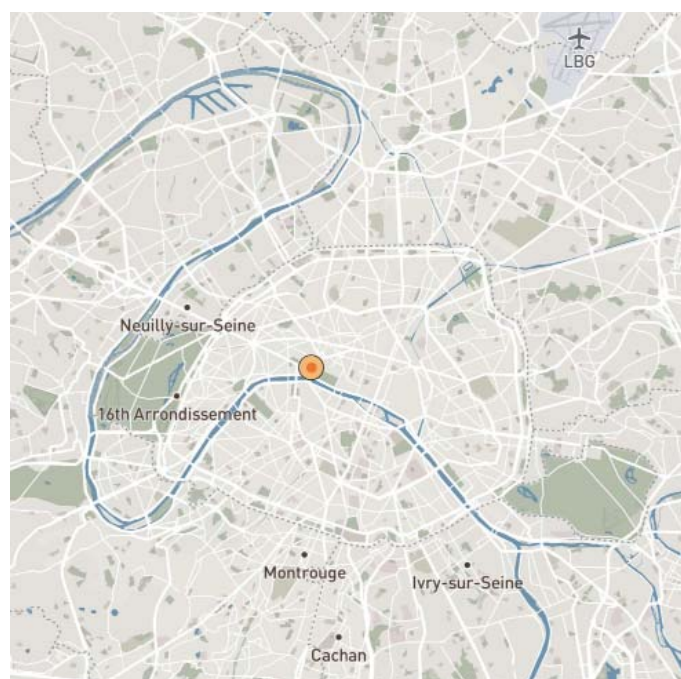 LBG
Neuilly-sur-Seine
16th Arrondissement
Montrouge
Ivry-sur-Seine
Cachan